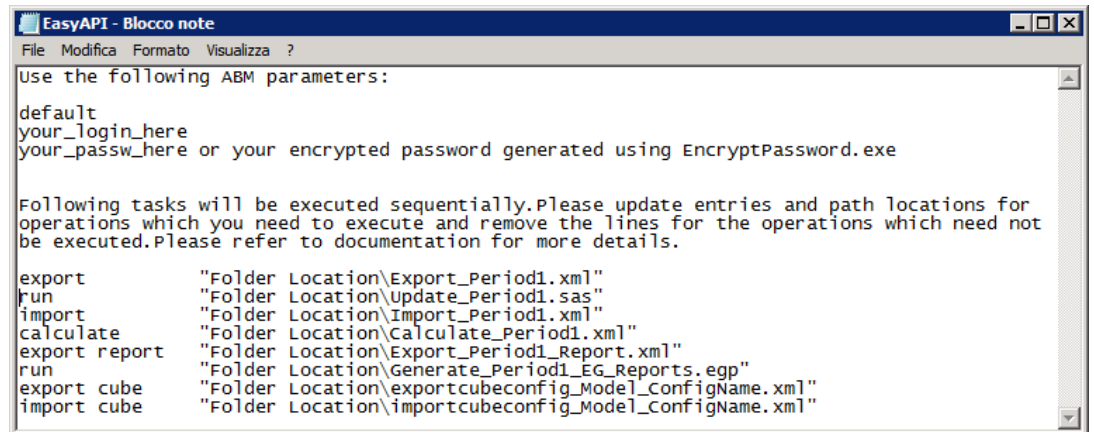 EasyAPI - Blocco note
File Modifica Formato Visualizza ?
Use the following ABM parameters:
default
your_login_here
your_passw_here or your encrypted password generated using EncryptPassword.exe
Following tasks will be executed sequentially.Please update entries and path locations for
operations which you need to execute and remove the lines for the operations which need not
be executed.Please refer to documentation for more details.
export "Folder Location\Export_Period1.xml"
run "Folder Location\Update_Period1.sas"
import "Folder Location\Import_Period1.xml"
calculate "Folder Location\Calculate_Period1.xml"
export report "Folder Location\Export_Period1_Report.xml"
run "Folder Location\Generate_Period1_EG_Reports.egp"
export cube "Folder Location\exportcubeconfig_Model_ConfigName.xml"
import cube "Folder Location\importcubeconfig_Model_ConfigName.xml"